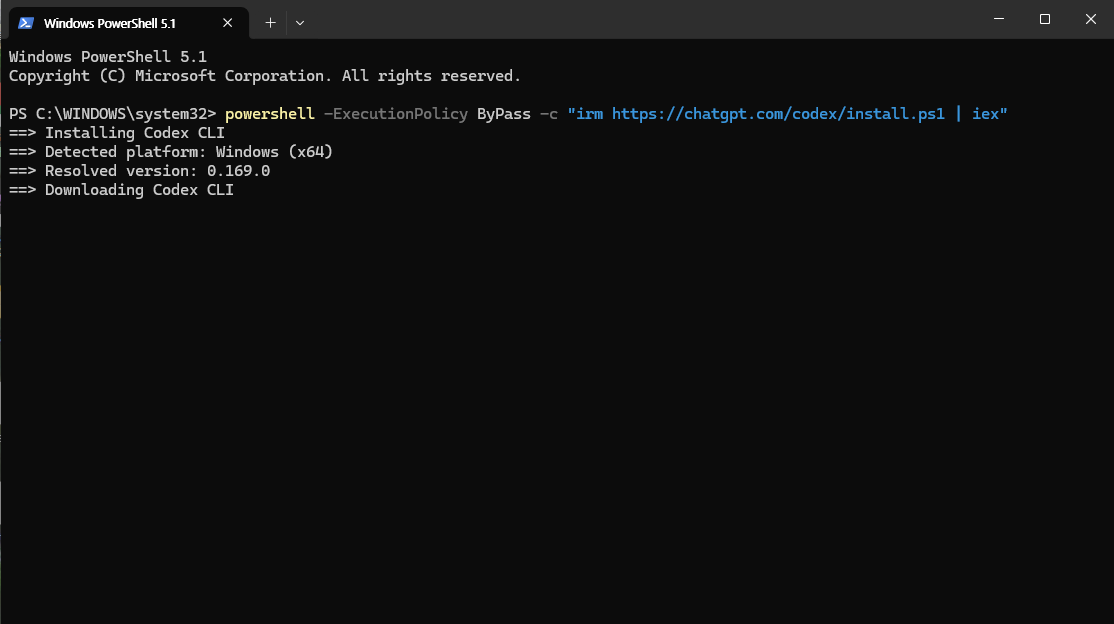 Windows PowerShell 5.1
Windows PowerShell 5.1
Copyright (C) Microsoft Corporation. All rights reserved.
PS C:\WINDOWS\system32> powershell -ExecutionPolicy ByPass -c "irm https://chatgpt.com/codex/install.ps1 | iex"
==> Installing Codex CLI
==> Detected platform: Windows (x64)
==> Resolved version: 0.169.0
==> Downloading Codex CLI